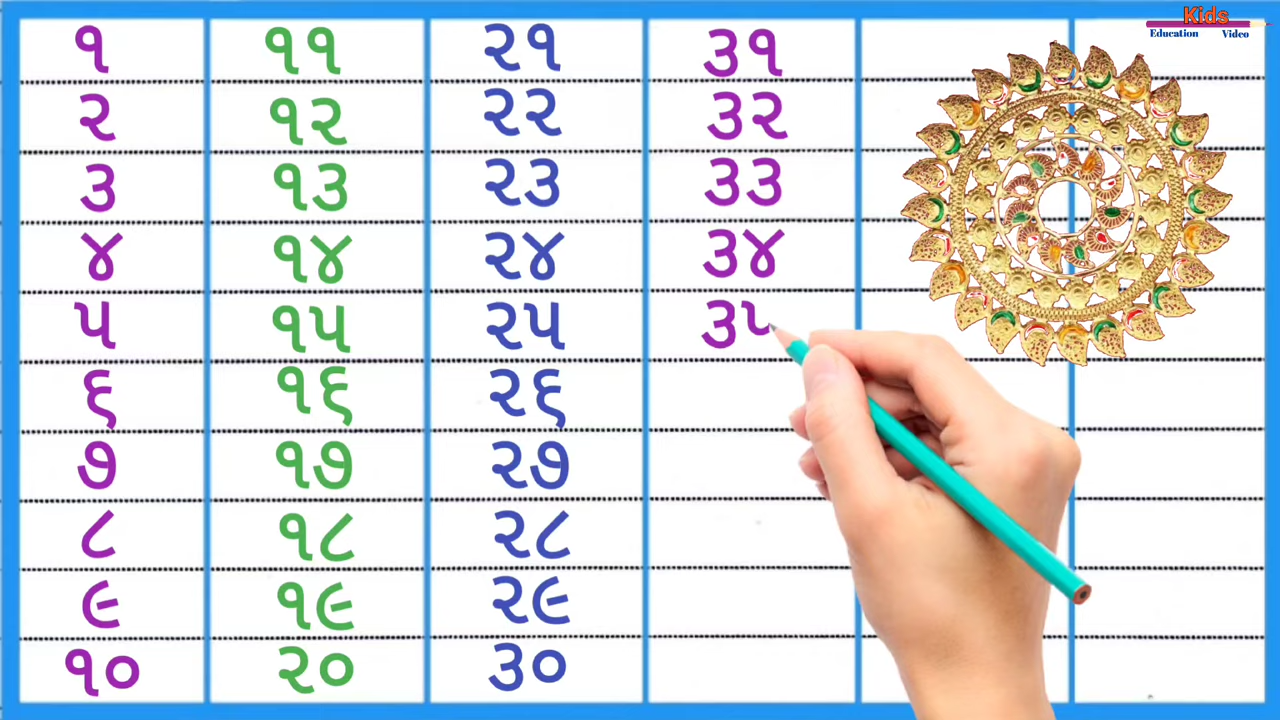 Kids
Education Video
૧ ૧૧ ૨૧ ૩૧
૨ ૧૨ ૨૨ ૩૨
૩ ૧૩ ૨૩ ૩૩
૪ ૧૪ ૨૪ ૩૪
૫ ૧૫ ૨૫ ૩૫
૬ ૧૬ ૨૬
૭ ૧૭ ૨૭
૮ ૧૮ ૨૮
૯ ૧૯ ૨૯
૧૦ ૨૦ ૩૦